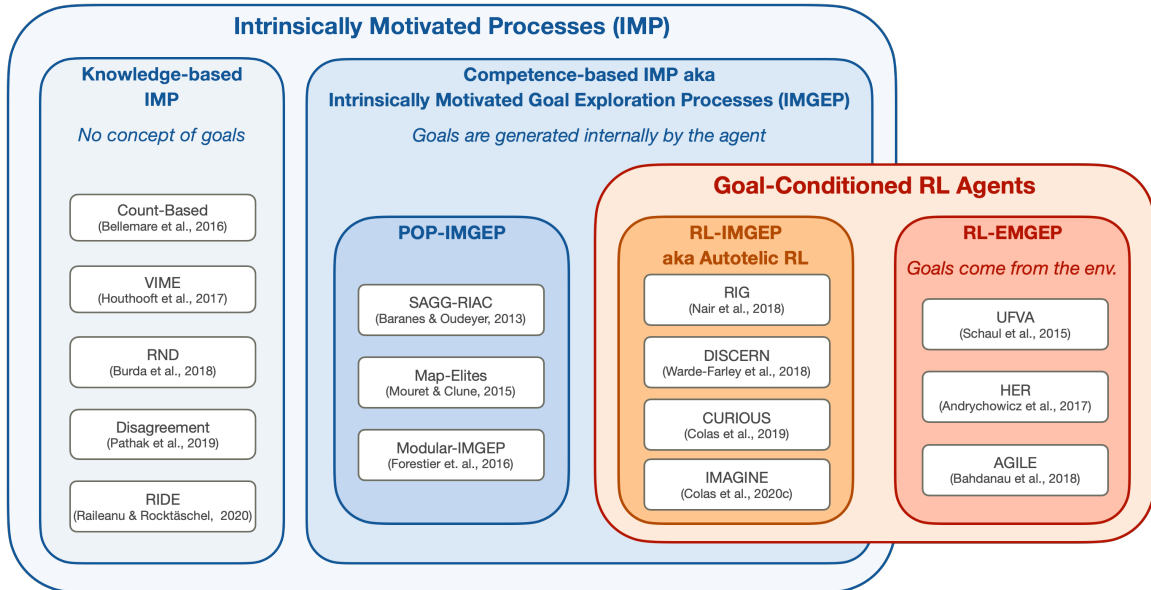 Intrinsically Motivated Processes (IMP)
Knowledge-based
IMP
No concept of goals
Count-Based
(Bellemare et al., 2016)
VIME
(Houthooft et al., 2017)
RND
(Burda et al., 2018)
Disagreement
(Pathak et al., 2019)
RIDE
(Raileanu & Rocktäschel, 2020)
Competence-based IMP aka
Intrinsically Motivated Goal Exploration Processes (IMGEP)
Goals are generated internally by the agent
POP-IMGEP
SAGG-RIAC
(Baranes & Oudeyer, 2013)
Map-Elites
(Mouret & Clune, 2015)
Modular-IMGEP
(Forestier et. al., 2016)
Goal-Conditioned RL Agents
RL-IMGEP
aka Autotelic RL
RIG
(Nair et al., 2018)
DISCERN
(Warde-Farley et al., 2018)
CURIOUS
(Colas et al., 2019)
IMAGINE
(Colas et al., 2020c)
RL-EMGEP
Goals come from the env.
UFVA
(Schaul et al., 2015)
HER
(Andrychowicz et al., 2017)
AGILE
(Bahdanau et al., 2018)